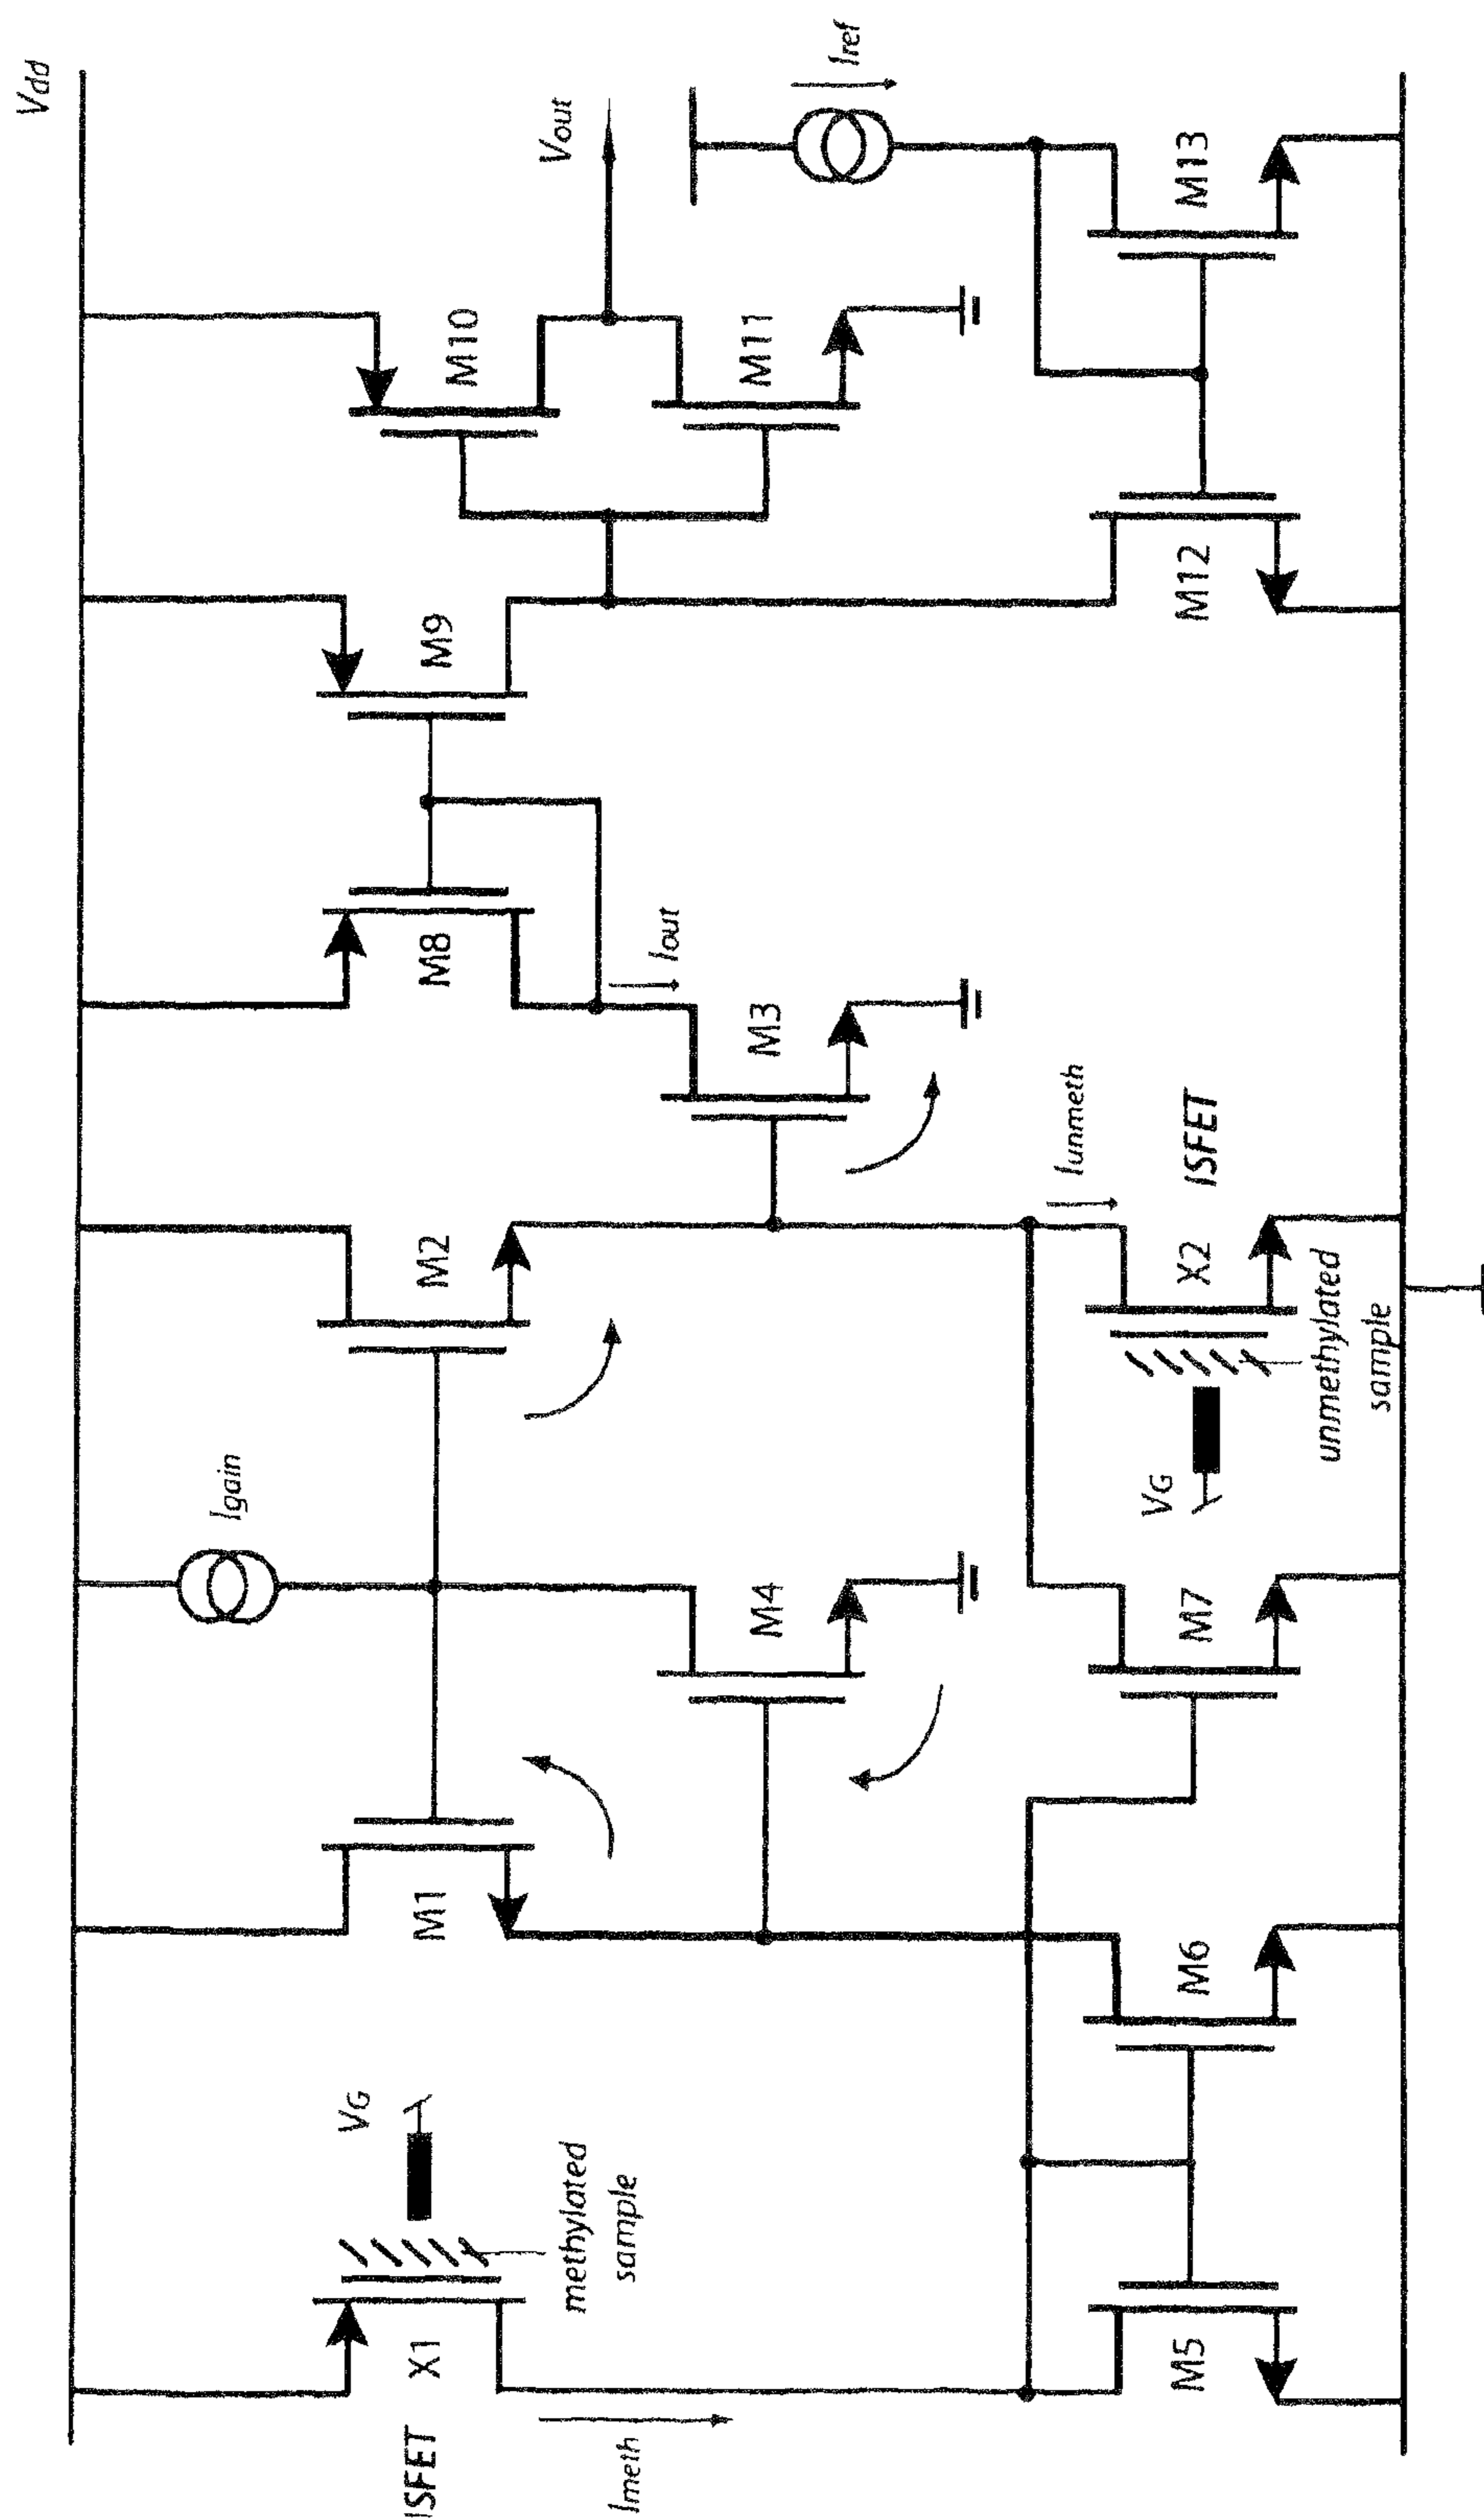 Vdd
Igain
VG
ISFET
X1
M1
M2
M8
M9
M10
Vout
methylated
sample
Imeth
Iout
M4
M3
M11
Iref
Iunmeth
VG
M5
M6
M7
X2
ISFET
M12
M13
unmethylated
sample